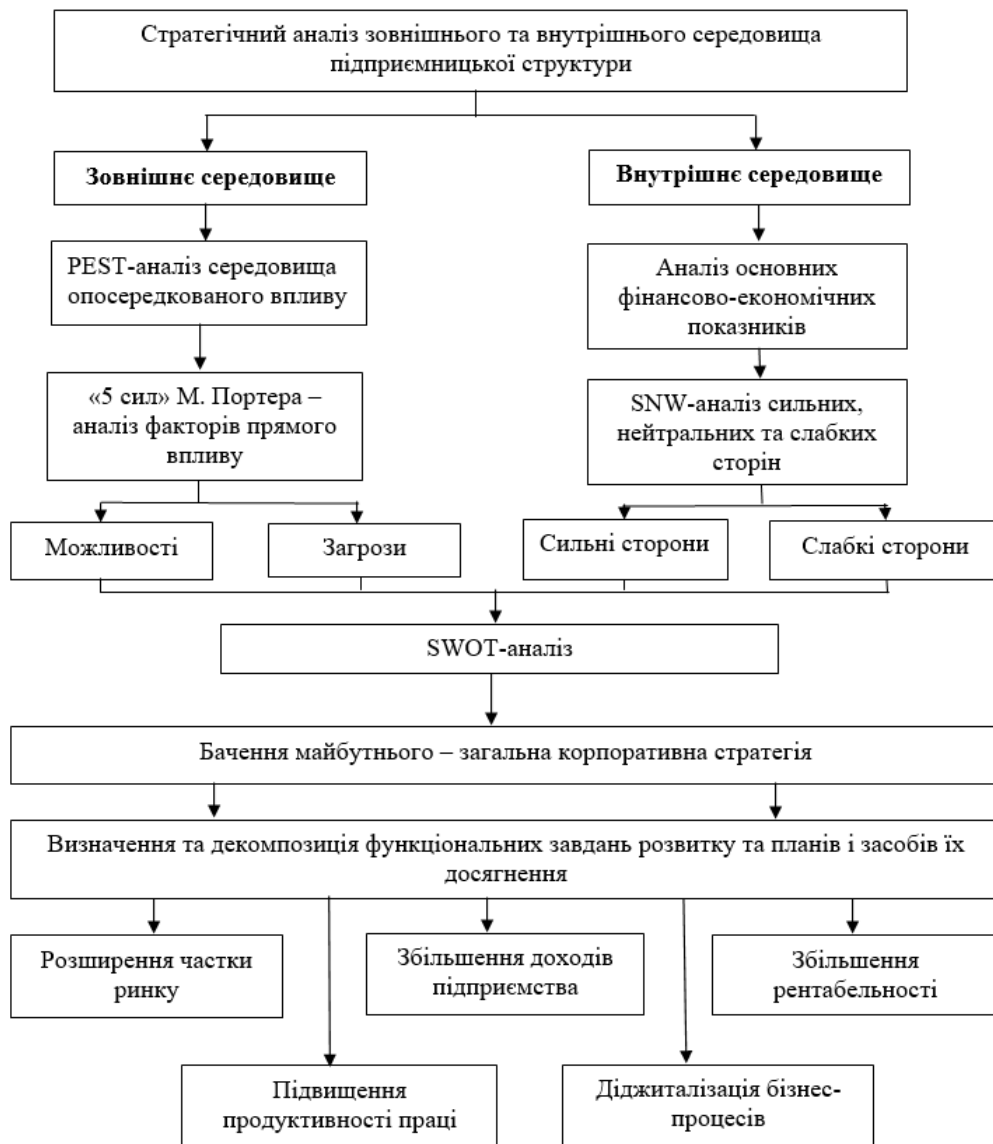 Стратегічний аналіз зовнішнього та внутрішнього середовища
підприємницької структури
Зовнішнє середовище
Внутрішнє середовище
PEST-аналіз середовища
опосередкованого впливу
Аналіз основних
фінансово-економічних
показників
«5 сил» М. Портера –
аналіз факторів прямого
впливу
SNW-аналіз сильних,
нейтральних та слабких
сторін
Можливості
Загрози
Сильні сторони
Слабкі сторони
SWOT-аналіз
Бачення майбутнього – загальна корпоративна стратегія
Визначення та декомпозиція функціональних завдань розвитку та планів і засобів їх
досягнення
Розширення частки
ринку
Збільшення доходів
підприємства
Збільшення
рентабельності
Підвищення
продуктивності праці
Діджиталізація бізнес-
процесів